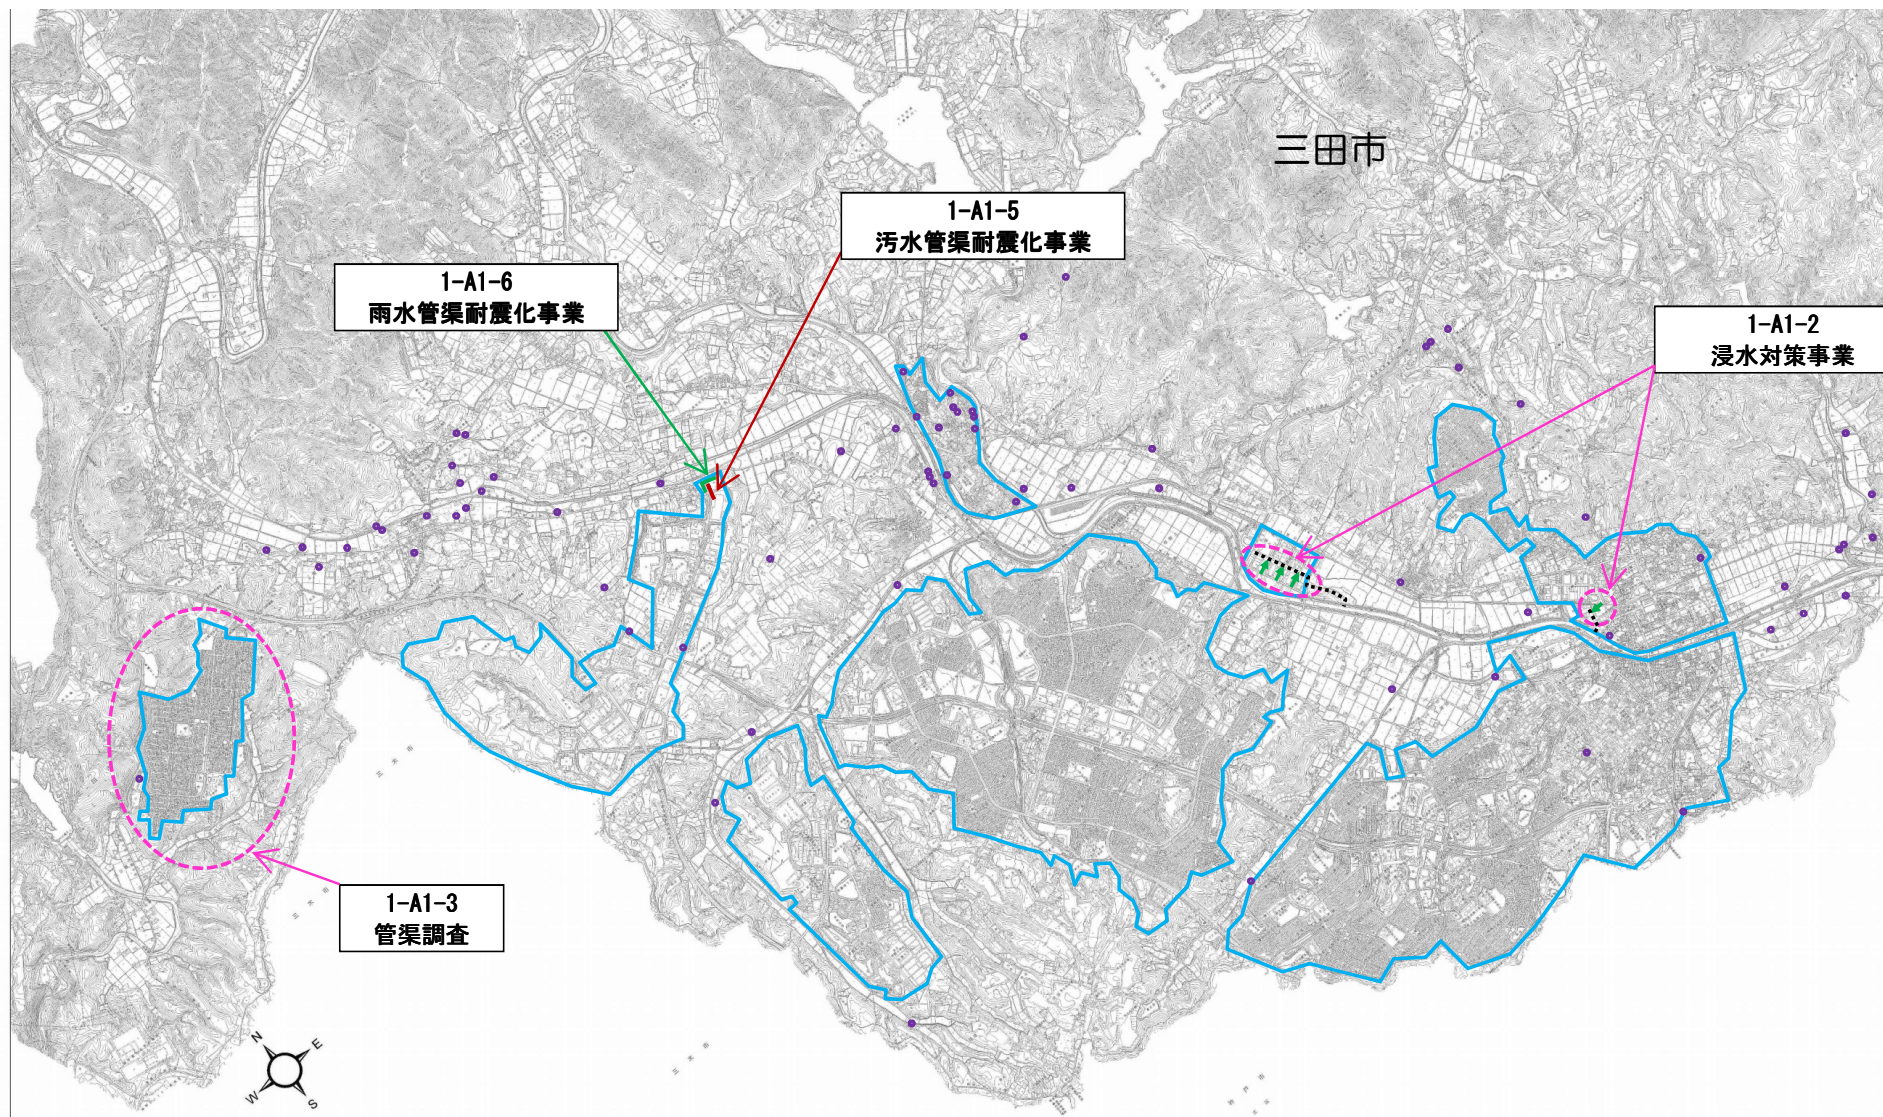 三田市
1-A1-5
汚水管渠耐震化事業
1-A1-6
雨水管渠耐震化事業
1-A1-2
浸水対策事業
1-A1-3
管渠調査
N
E
W
S